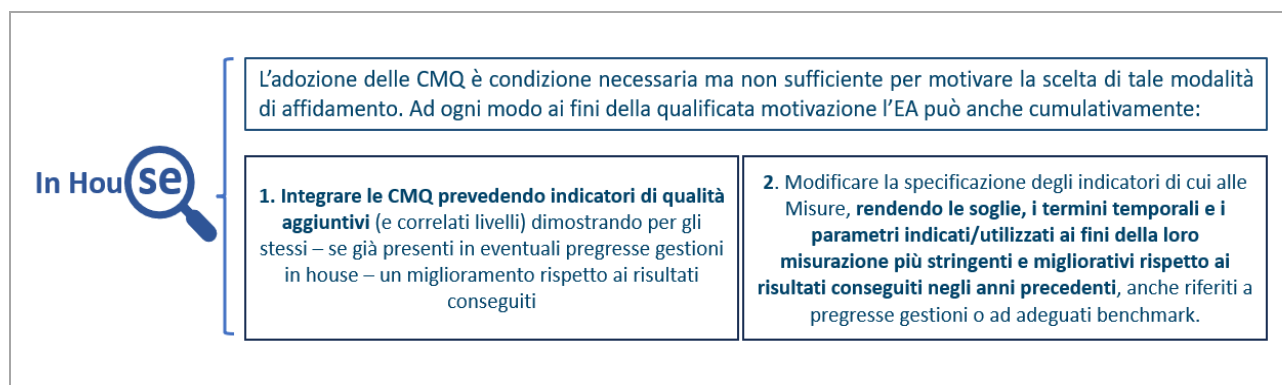 L'adozione delle CMQ è condizione necessaria ma non sufficiente per motivare la scelta di tale modalità
di affidamento. Ad ogni modo ai fini della qualificata motivazione l'EA può anche cumulativamente:
In House
1. Integrare le CMQ prevedendo indicatori di qualità
aggiuntivi (e correlati livelli) dimostrando per gli
stessi – se già presenti in eventuali pregresse gestioni
in house – un miglioramento rispetto ai risultati
conseguiti
2. Modificare la specificazione degli indicatori di cui alle
Misure, rendendo le soglie, i termini temporali e i
parametri indicati/utilizzati ai fini della loro
misurazione più stringenti e migliorativi rispetto ai
risultati conseguiti negli anni precedenti, anche riferiti a
pregresse gestioni o ad adeguati benchmark.